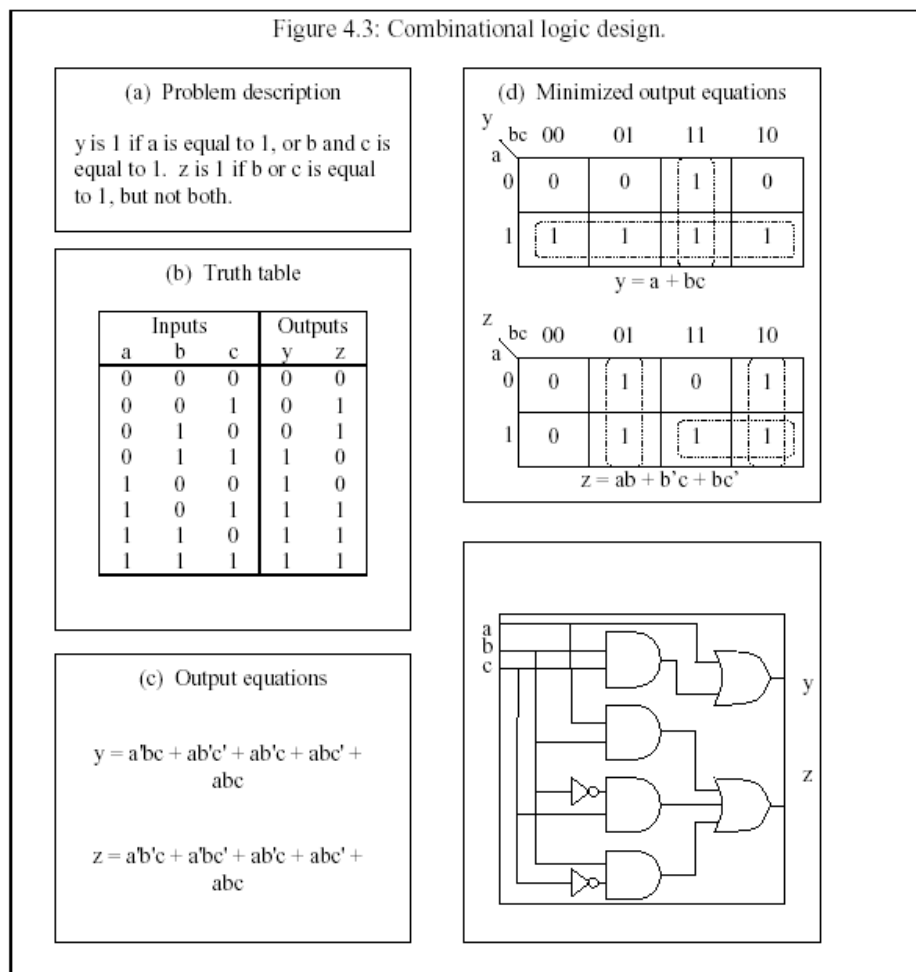 Figure 4.3: Combinational logic design.
(a) Problem description
y is 1 if a is equal to 1, or b and c is
equal to 1. z is 1 if b or c is equal
to 1, but not both.
(b) Truth table
Inputs Outputs
a b c y z
0 0 0 0 0
0 0 1 0 1
0 1 0 0 1
0 1 1 1 0
1 0 0 1 0
1 0 1 1 1
1 1 0 1 1
1 1 1 1 1
(c) Output equations
y = a'bc + ab'c' + ab'c + abc' +
abc
z = a'b'c + a'bc' + ab'c + abc' +
abc
(d) Minimized output equations
y
bc 00 01 11 10
a
0 0 0 1 0
1 1 1 1 1
y = a + bc
z
bc 00 01 11 10
a
0 0 1 0 1
1 0 1 1 1
z = ab + b’c + bc’
a
b
c
y
z